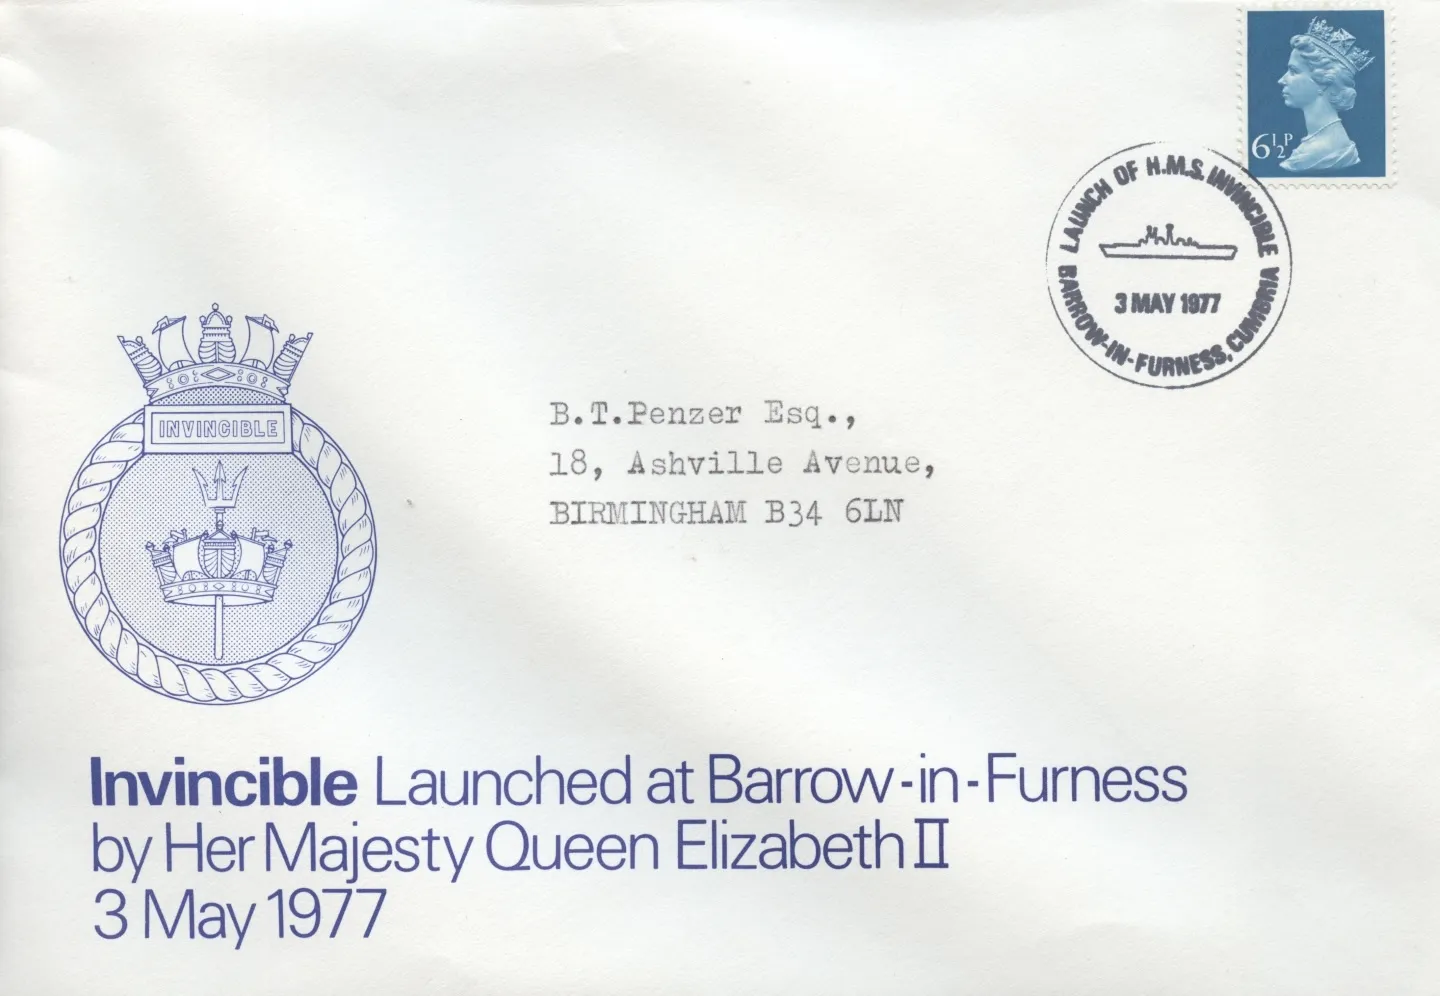 6½P
LAUNCH OF H.M.S. INVINCIBLE
3 MAY 1977
BARROW-IN-FURNESS, CUMBRIA
INVINCIBLE
B.T.Penzer Esq.,
18, Ashville Avenue,
BIRMINGHAM B34 6LN
Invincible Launched at Barrow-in-Furness
by Her Majesty Queen Elizabeth II
3 May 1977